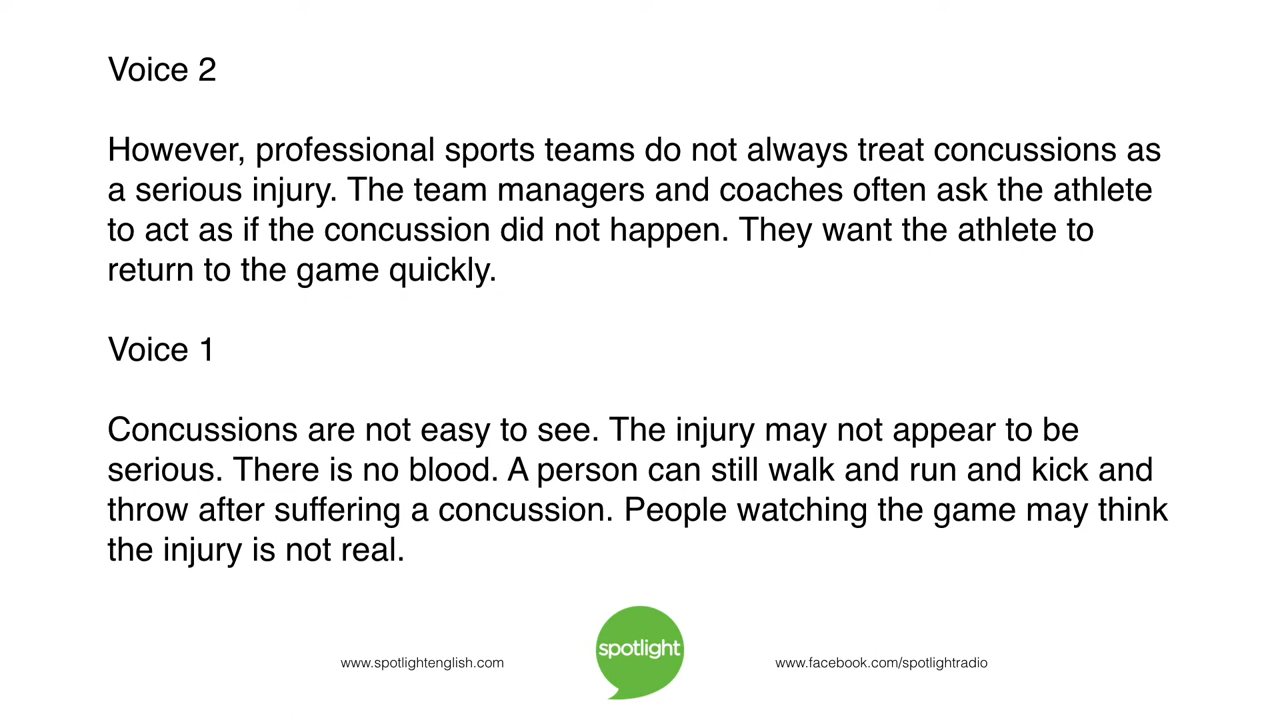 Voice 2
However, professional sports teams do not always treat concussions as
a serious injury. The team managers and coaches often ask the athlete
to act as if the concussion did not happen. They want the athlete to
return to the game quickly.
Voice 1
Concussions are not easy to see. The injury may not appear to be
serious. There is no blood. A person can still walk and run and kick and
throw after suffering a concussion. People watching the game may think
the injury is not real.
www.spotlightenglish.com
spotlight
www.facebook.com/spotlightradio